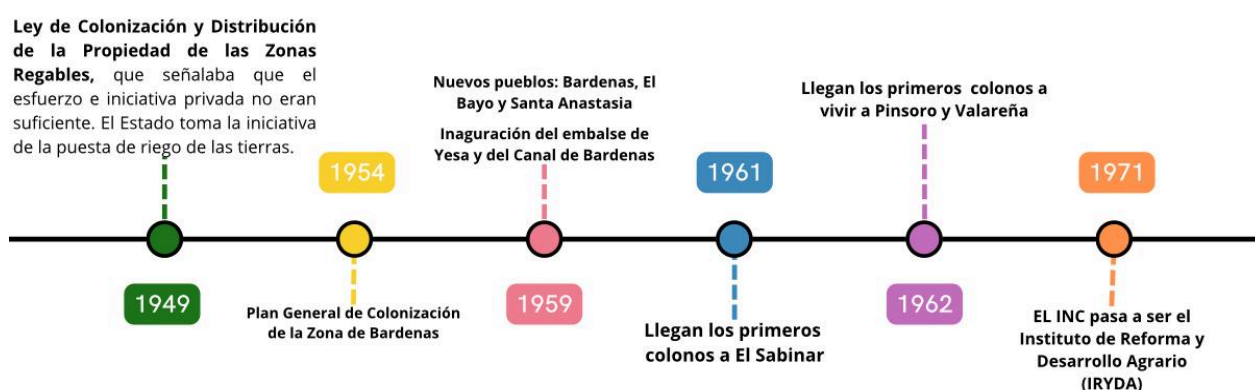 Ley de Colonización y Distribución
de la Propiedad de las Zonas
Regables, que señalaba que el
esfuerzo e iniciativa privada no eran
suficiente. El Estado toma la iniciativa
de la puesta de riego de las tierras.
1949
1954
Plan General de Colonización
de la Zona de Bardenas
Nuevos pueblos: Bardenas, El
Bayo y Santa Anastasia
Inaguración del embalse de
Yesa y del Canal de Bardenas
1959
1961
Llegan los primeros
colonos a El Sabinar
Llegan los primeros colonos a
vivir a Pinsoro y Valareña
1962
1971
EL INC pasa a ser el
Instituto de Reforma y
Desarrollo Agrario
(IRYDA)